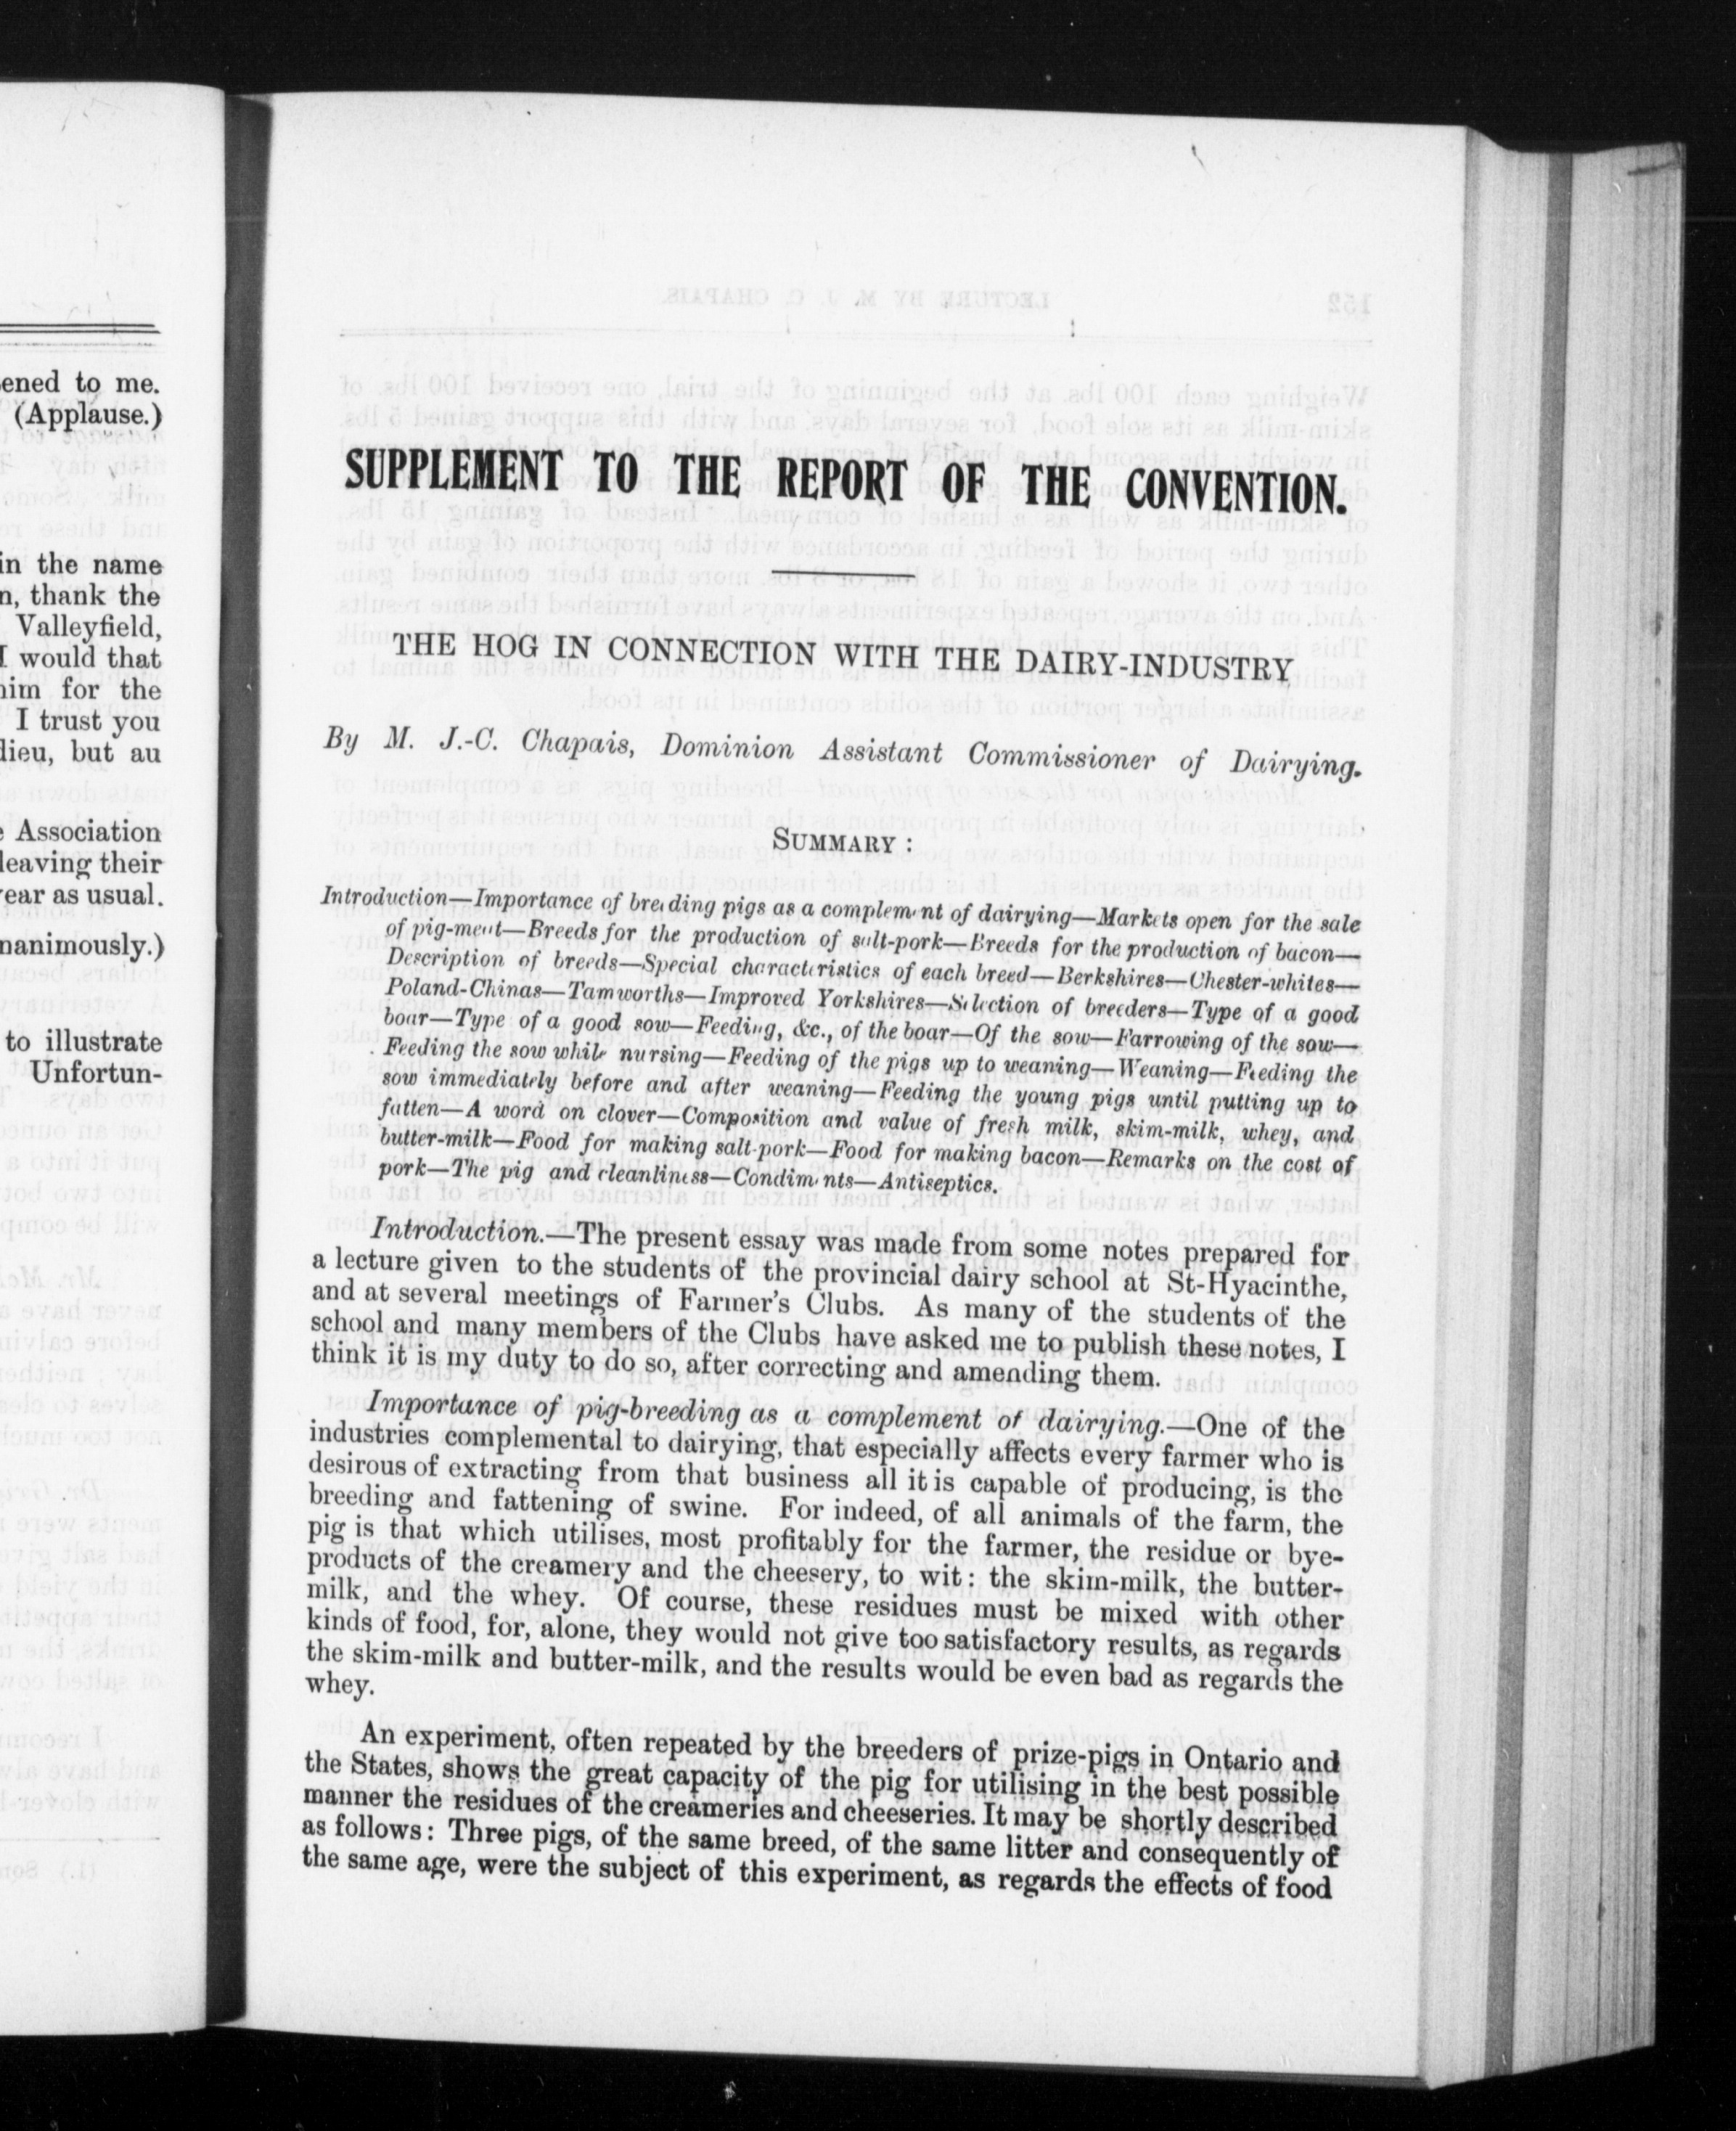 ened to me.
(Applause.)
in the name
n, thank the
Valleyfield,
I would that
him for the
I trust you
dieu, but au
Association
leaving their
year as usual.
nanimously.)
to illustrate
Unfortun-
SUPPLEMENT TO THE REPORT OF THE CONVENTION.
THE HOG IN CONNECTION WITH THE DAIRY-INDUSTRY
By M. J.-C. Chapais, Dominion Assistant Commissioner of Dairying.
SUMMARY :
Introduction—Importance of breeding pigs as a complement of dairying—Markets open for the sale
of pig-meat—Breeds for the production of salt-pork—Breeds for the production of bacon—
Description of breeds—Special characteristics of each breed—Berkshires—Chester-whites—
Poland-Chinas—Tamworths—Improved Yorkshires—Selection of breeders—Type of a good
boar—Type of a good sow—Feeding, &c., of the boar—Of the sow—Farrowing of the sow—
Feeding the sow while nursing—Feeding of the pigs up to weaning—Weaning—Feeding the
sow immediately before and after weaning—Feeding the young pigs until putting up to
fatten—A word on clover—Composition and value of fresh milk, skim-milk, whey, and
butter-milk—Food for making salt-pork—Food for making bacon—Remarks on the cost of
pork—The pig and cleanliness—Condiments—Antiseptics.
Introduction.—The present essay was made from some notes prepared for
a lecture given to the students of the provincial dairy school at St-Hyacinthe,
and at several meetings of Farmer's Clubs. As many of the students of the
school and many members of the Clubs have asked me to publish these notes, I
think it is my duty to do so, after correcting and amending them.
Importance of pig-breeding as a complement of dairying.—One of the
industries complemental to dairying, that especially affects every farmer who is
desirous of extracting from that business all it is capable of producing, is the
breeding and fattening of swine. For indeed, of all animals of the farm, the
pig is that which utilises, most profitably for the farmer, the residue or bye-
products of the creamery and the cheesery, to wit: the skim-milk, the butter-
milk, and the whey. Of course, these residues must be mixed with other
kinds of food, for, alone, they would not give too satisfactory results, as regards
the skim-milk and butter-milk, and the results would be even bad as regards the
whey.
An experiment, often repeated by the breeders of prize-pigs in Ontario and
the States, shows the great capacity of the pig for utilising in the best possible
manner the residues of the creameries and cheeseries. It may be shortly described
as follows: Three pigs, of the same breed, of the same litter and consequently of
the same age, were the subject of this experiment, as regards the effects of food